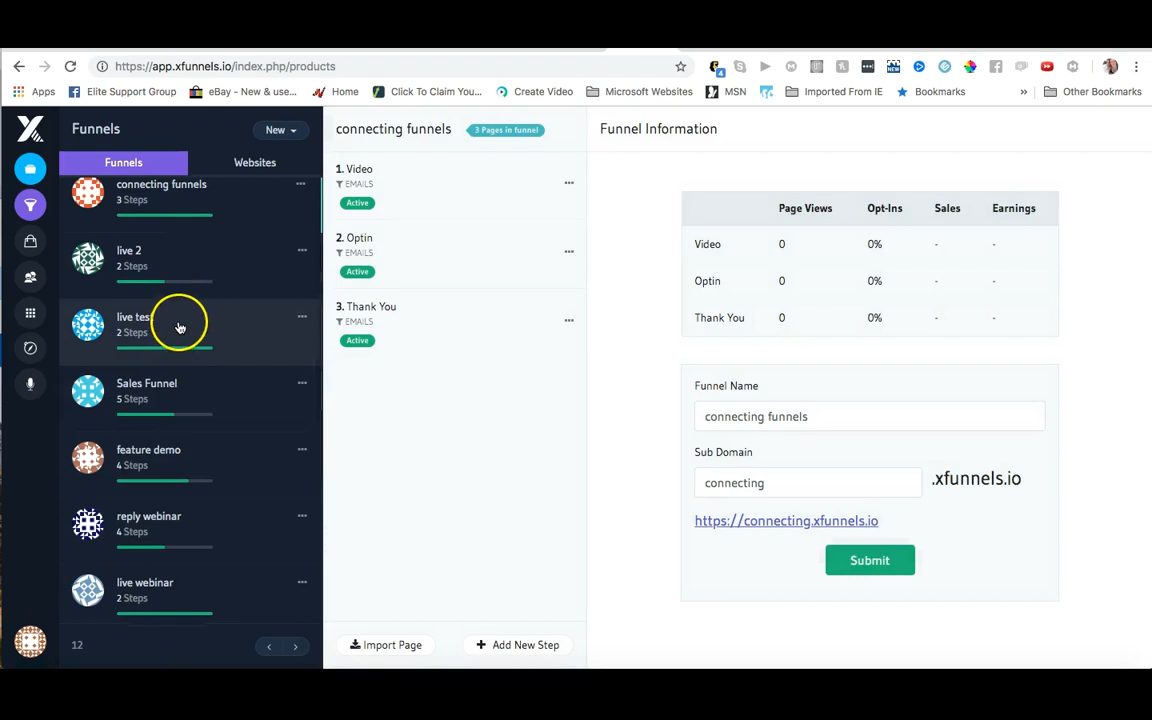 https://app.xfunnels.io/index.php/products
4
NEW
Apps
Elite Support Group
eBay - New & use...
Home
Click To Claim You...
Create Video
Microsoft Websites
MSN
Imported From IE
Bookmarks
»
Other Bookmarks
Funnels
New
Funnels
Websites
connecting funnels
3 Steps
live 2
2 Steps
live tes
2 Steps
Sales Funnel
5 Steps
feature demo
4 Steps
reply webinar
4 Steps
live webinar
2 Steps
12
connecting funnels
3 Pages in funnel
1. Video
EMAILS
Active
2. Optin
EMAILS
Active
3. Thank You
EMAILS
Active
Import Page
+ Add New Step
Funnel Information
Page Views Opt-Ins Sales Earnings
Video 0 0% - -
Optin 0 0% - -
Thank You 0 0% - -
Funnel Name
connecting funnels
Sub Domain
connecting .xfunnels.io
https://connecting.xfunnels.io
Submit